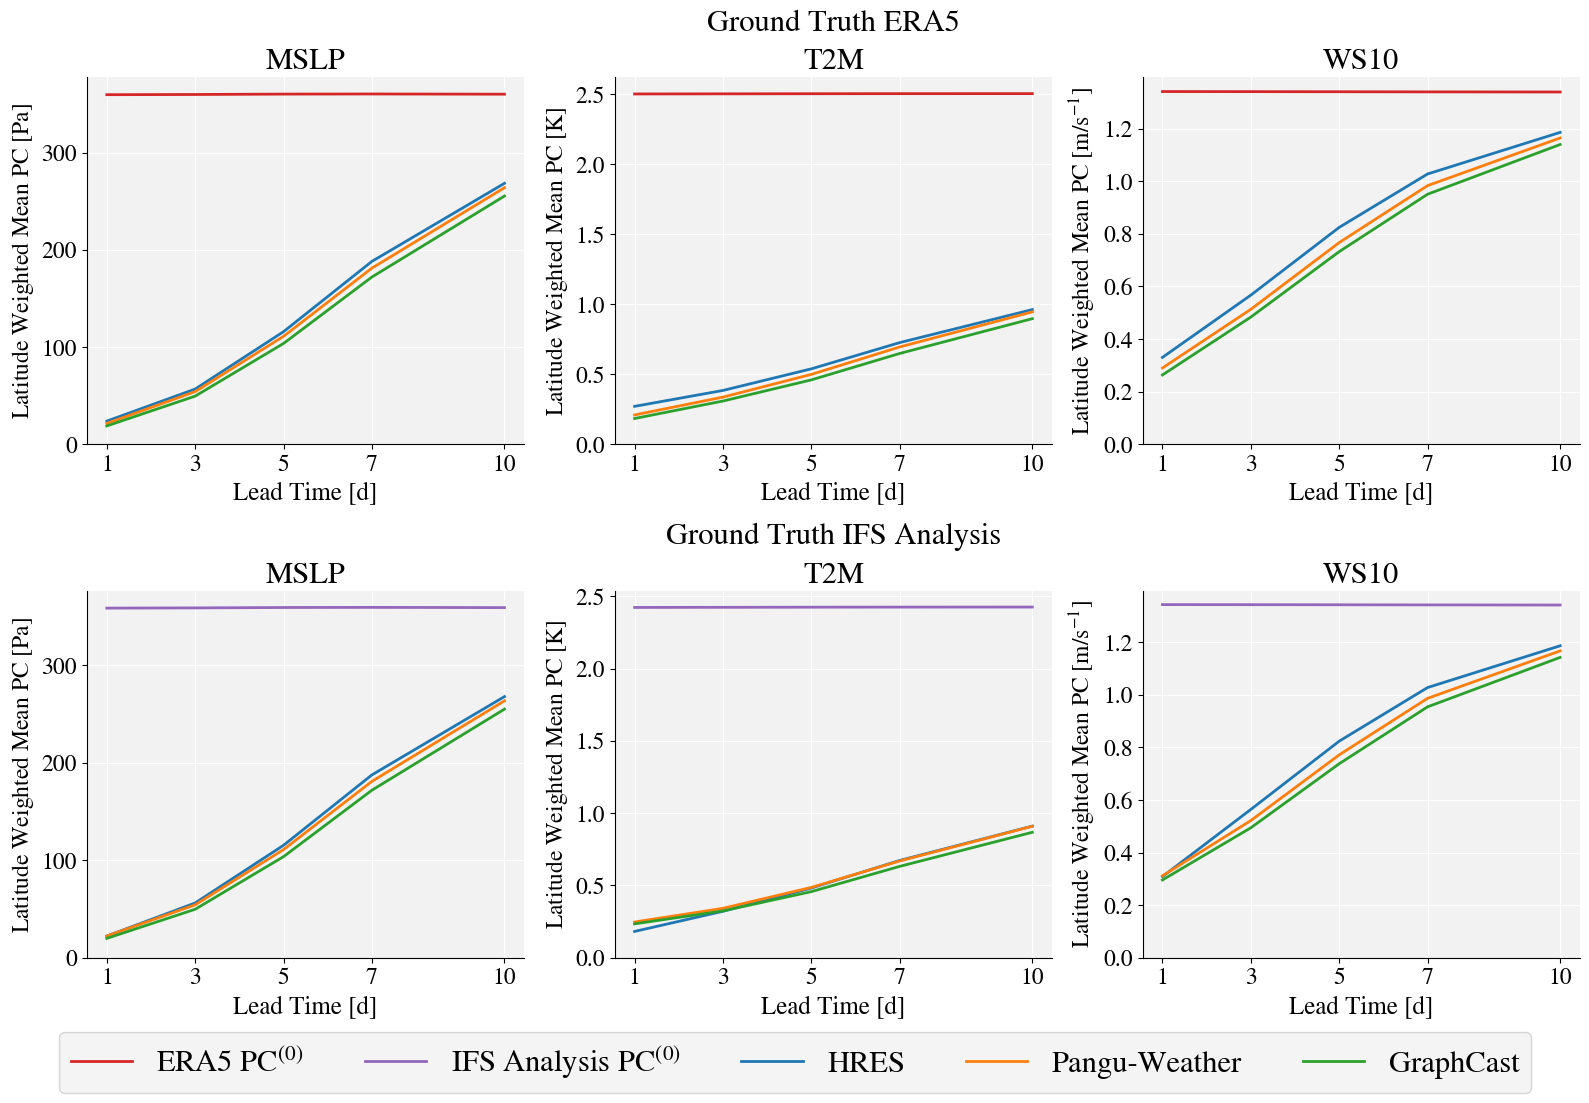 Ground Truth ERA5
MSLP
T2M
WS10
Latitude Weighted Mean PC [Pa]
300
200
100
0
1 3 5 7 10
Lead Time [d]
Latitude Weighted Mean PC [K]
2.5
2.0
1.5
1.0
0.5
0.0
1 3 5 7 10
Lead Time [d]
Latitude Weighted Mean PC [m/s⁻¹]
1.2
1.0
0.8
0.6
0.4
0.2
0.0
1 3 5 7 10
Lead Time [d]
Ground Truth IFS Analysis
MSLP
T2M
WS10
Latitude Weighted Mean PC [Pa]
300
200
100
0
1 3 5 7 10
Lead Time [d]
Latitude Weighted Mean PC [K]
2.5
2.0
1.5
1.0
0.5
0.0
1 3 5 7 10
Lead Time [d]
Latitude Weighted Mean PC [m/s⁻¹]
1.2
1.0
0.8
0.6
0.4
0.2
0.0
1 3 5 7 10
Lead Time [d]
ERA5 PC⁽⁰⁾ IFS Analysis PC⁽⁰⁾ HRES Pangu-Weather GraphCast